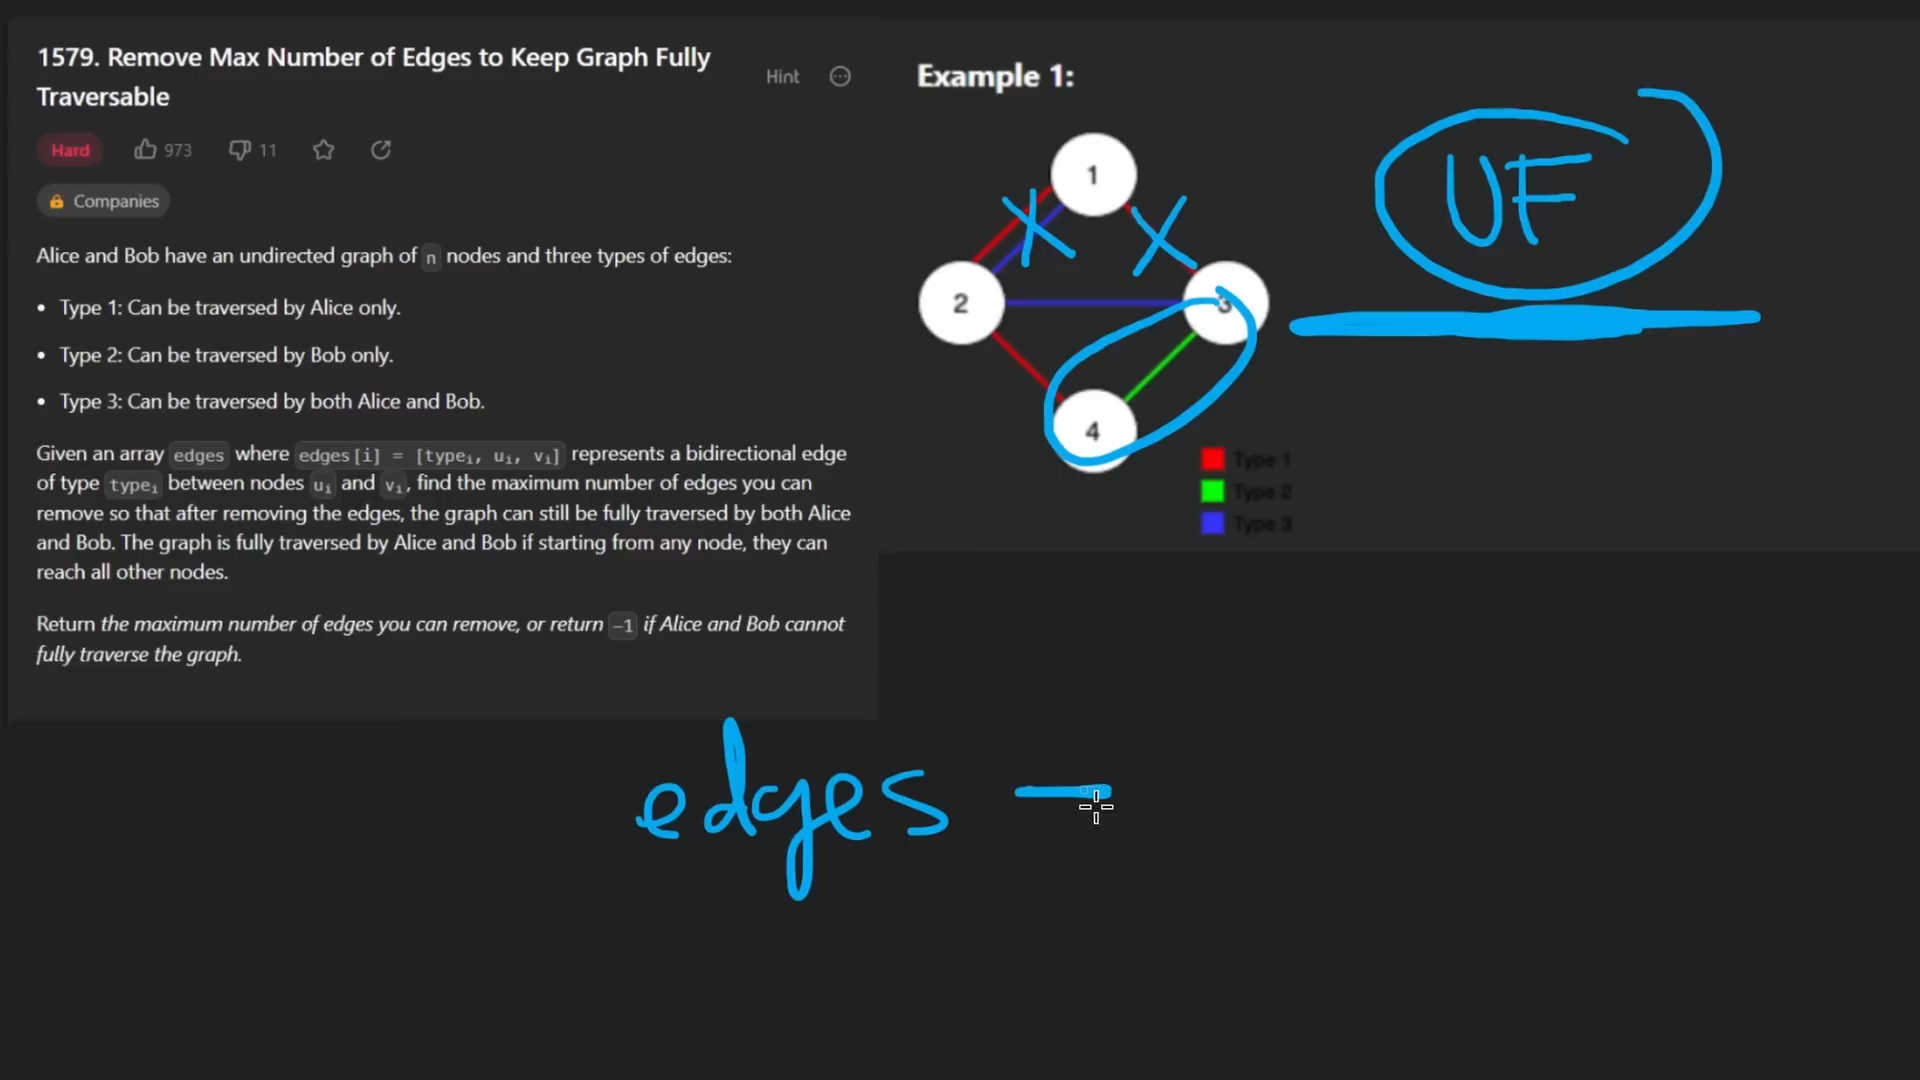 1579. Remove Max Number of Edges to Keep Graph Fully
Traversable
Hint
Hard 973 11
Companies
Alice and Bob have an undirected graph of n nodes and three types of edges:
• Type 1: Can be traversed by Alice only.
• Type 2: Can be traversed by Bob only.
• Type 3: Can be traversed by both Alice and Bob.
Given an array edges where edges[i] = [typeᵢ, uᵢ, vᵢ] represents a bidirectional edge
of type typeᵢ between nodes uᵢ and vᵢ, find the maximum number of edges you can
remove so that after removing the edges, the graph can still be fully traversed by both Alice
and Bob. The graph is fully traversed by Alice and Bob if starting from any node, they can
reach all other nodes.
Return the maximum number of edges you can remove, or return -1 if Alice and Bob cannot
fully traverse the graph.
Example 1:
1
2
3
4
Type 1
Type 2
Type 3
UF
edges —